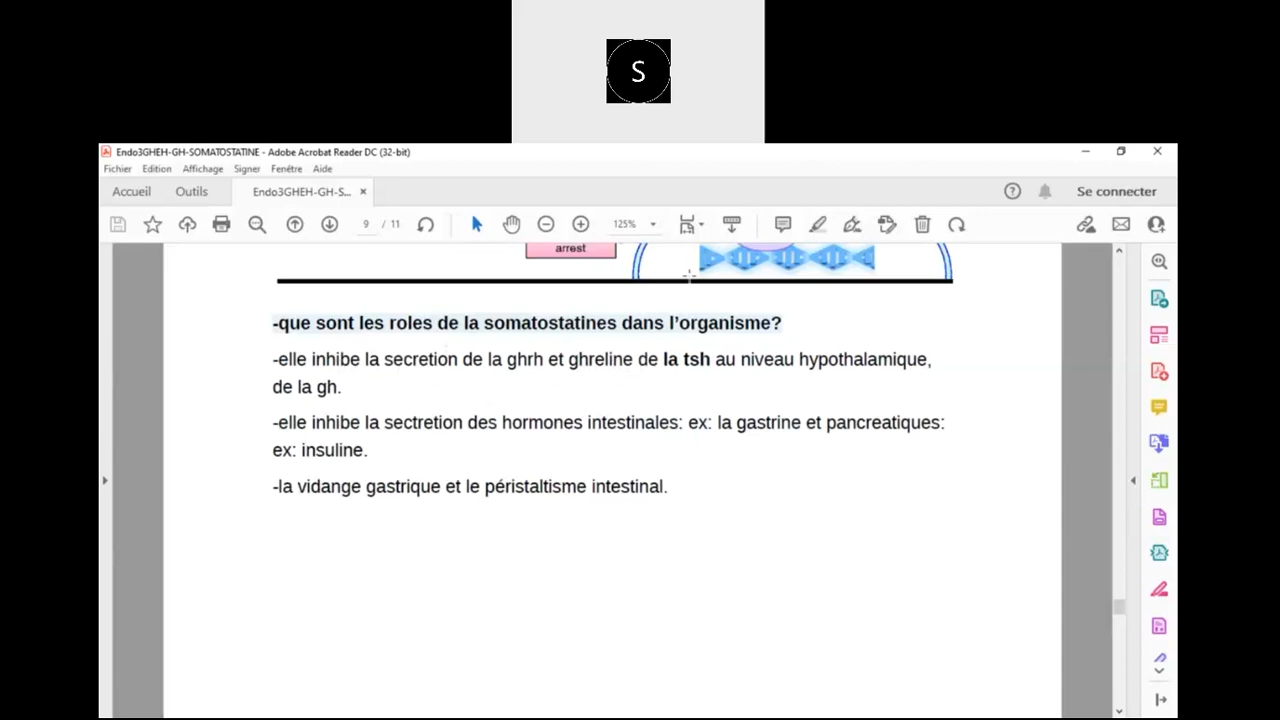 S
Endo3GHEH-GH-SOMATOSTATINE - Adobe Acrobat Reader DC (32-bit)
Fichier Edition Affichage Signer Fenêtre Aide
Accueil Outils Endo3GHEH-GH-S... × Se connecter
9 / 11 125%
arrest
-que sont les roles de la somatostatines dans l’organisme?
-elle inhibe la secretion de la ghrh et ghreline de la tsh au niveau hypothalamique,
de la gh.
-elle inhibe la sectretion des hormones intestinales: ex: la gastrine et pancreatiques:
ex: insuline.
-la vidange gastrique et le péristaltisme intestinal.